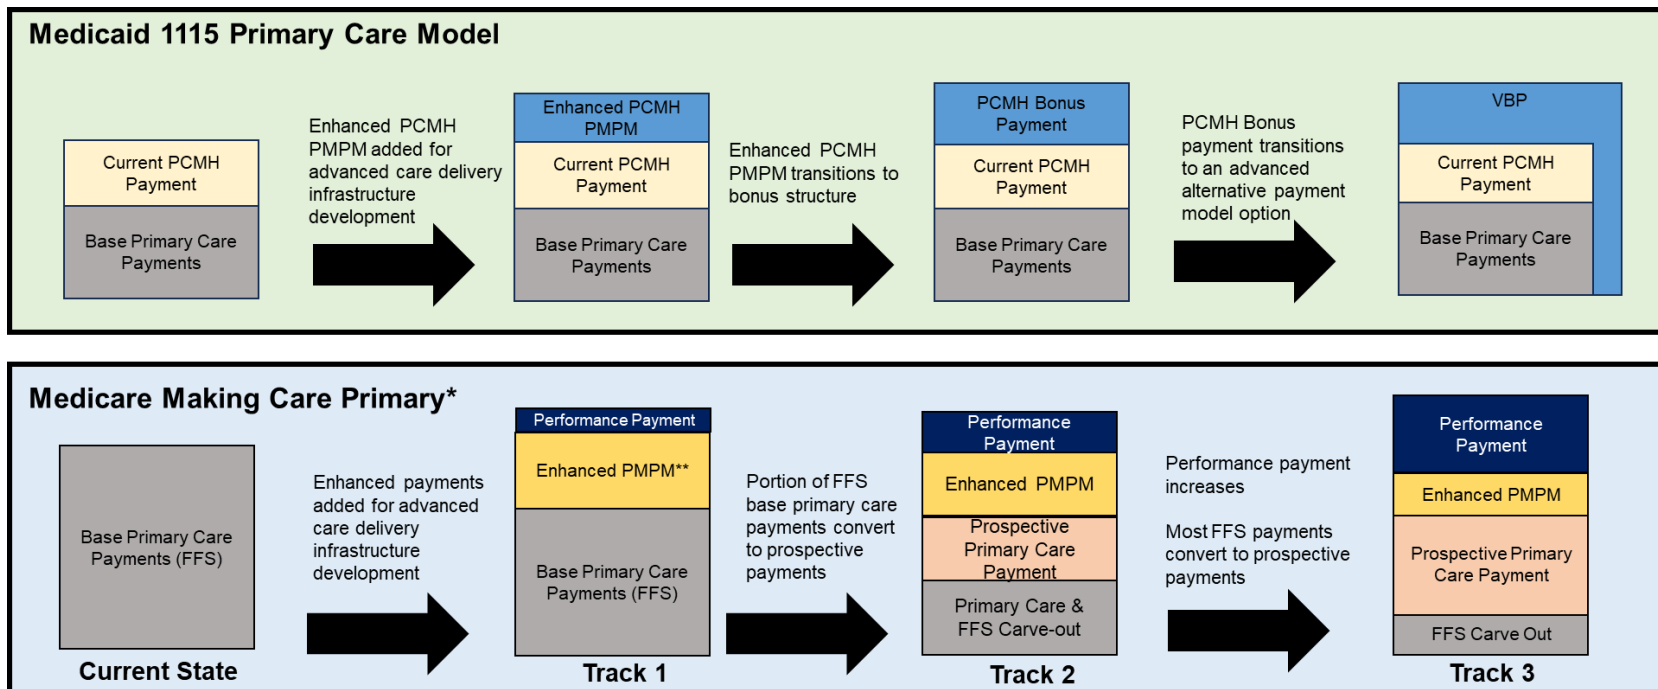 Medicaid 1115 Primary Care Model
Current PCMH
Payment
Base Primary Care
Payments
Enhanced PCMH
PMPM added for
advanced care delivery
infrastructure
development
Enhanced PCMH
PMPM
Current PCMH
Payment
Base Primary Care
Payments
Enhanced PCMH
PMPM transitions to
bonus structure
PCMH Bonus
Payment
Current PCMH
Payment
Base Primary Care
Payments
PCMH Bonus
payment transitions
to an advanced
alternative payment
model option
VBP
Current PCMH
Payment
Base Primary Care
Payments
Medicare Making Care Primary*
Base Primary Care
Payments (FFS)
Current State
Enhanced payments
added for advanced
care delivery
infrastructure
development
Performance Payment
Enhanced PMPM**
Base Primary Care
Payments (FFS)
Track 1
Portion of FFS
base primary care
payments convert
to prospective
payments
Performance
Payment
Enhanced PMPM
Prospective
Primary Care
Payment
Primary Care &
FFS Carve-out
Track 2
Performance payment
increases
Most FFS payments
convert to prospective
payments
Performance
Payment
Enhanced PMPM
Prospective Primary
Care Payment
FFS Carve Out
Track 3